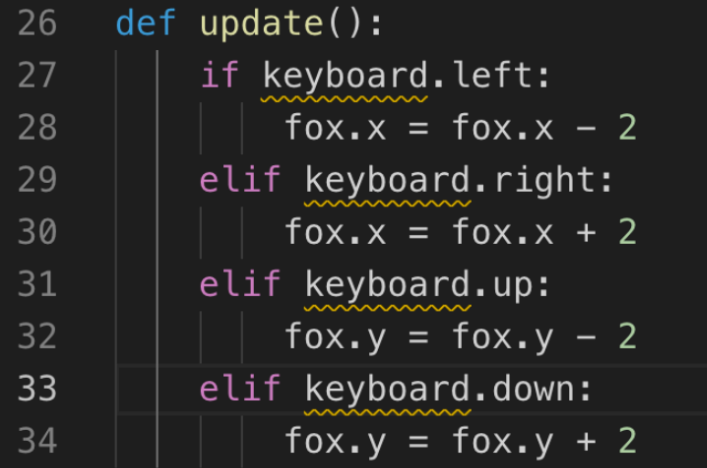 26 def update():
27 if keyboard.left:
28 fox.x = fox.x - 2
29 elif keyboard.right:
30 fox.x = fox.x + 2
31 elif keyboard.up:
32 fox.y = fox.y - 2
33 elif keyboard.down:
34 fox.y = fox.y + 2